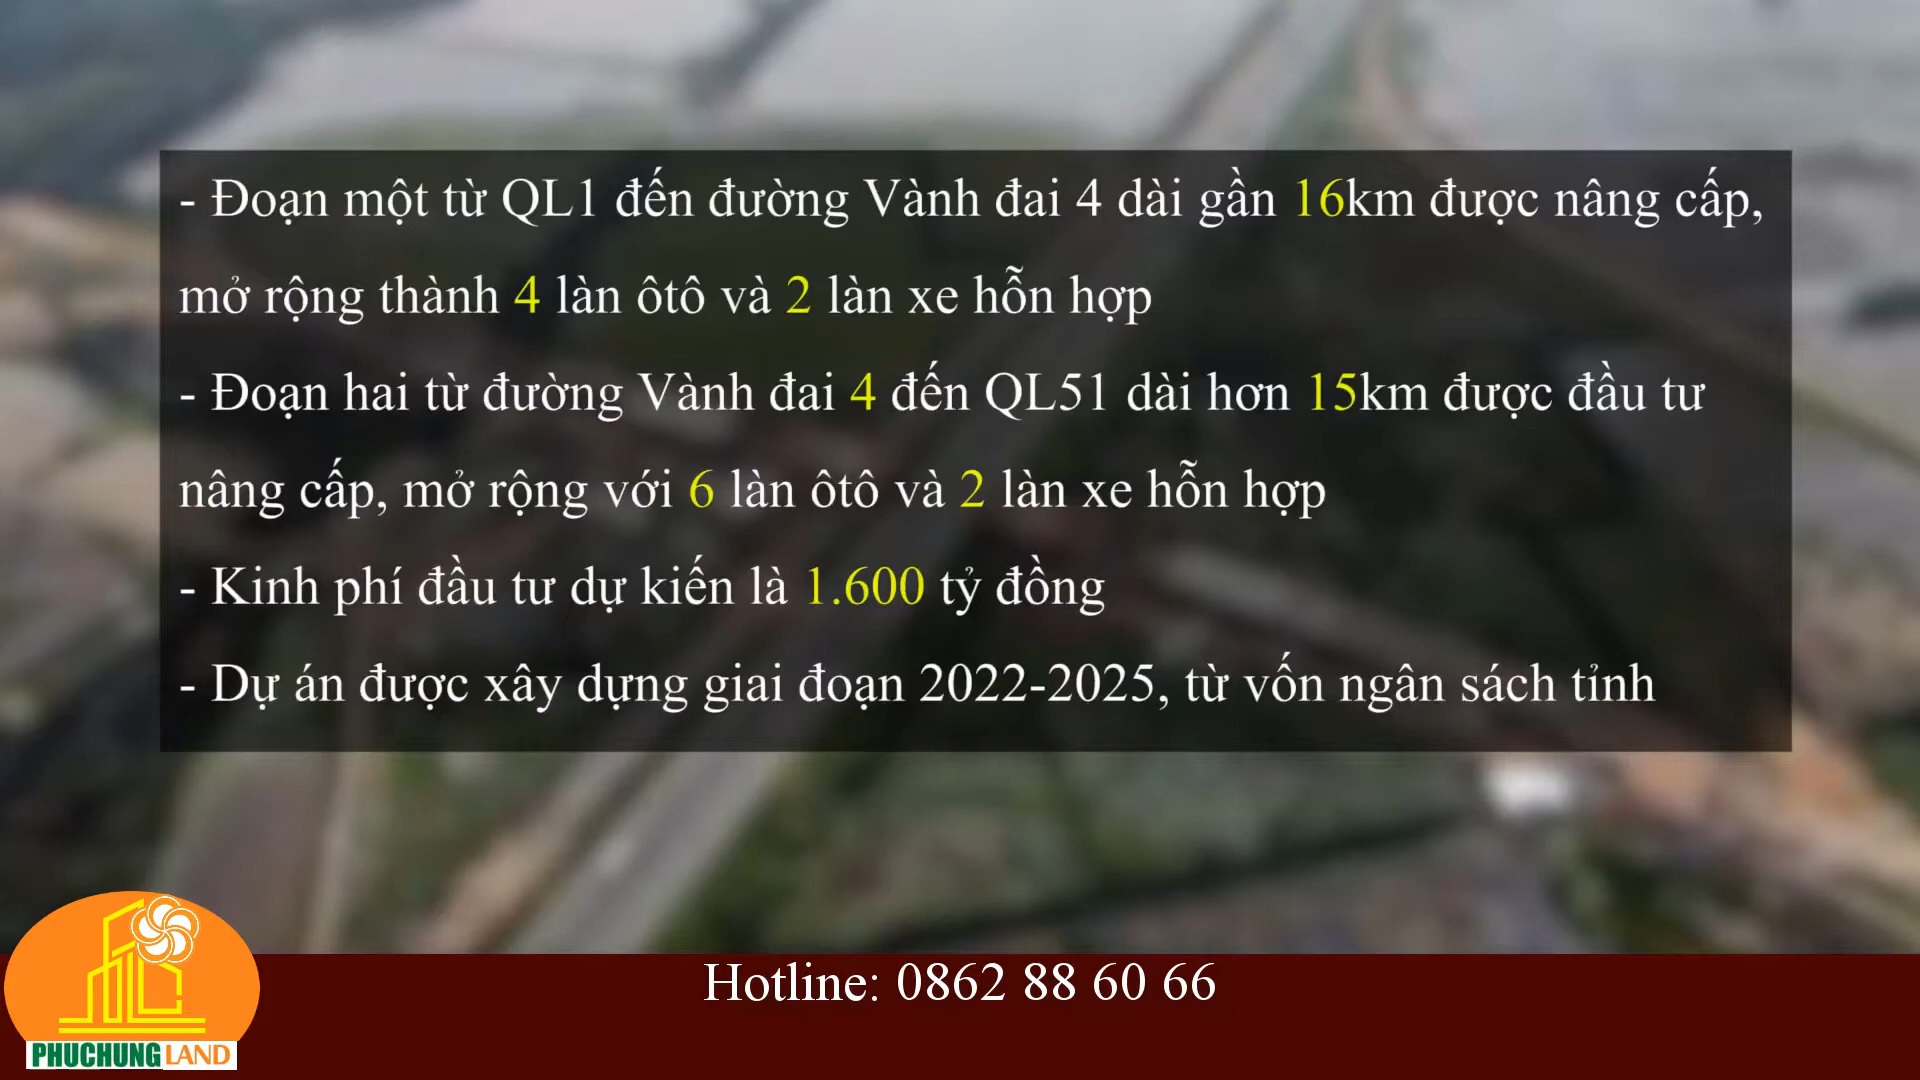 - Đoạn một từ QL1 đến đường Vành đai 4 dài gần 16km được nâng cấp,
mở rộng thành 4 làn ôtô và 2 làn xe hỗn hợp
- Đoạn hai từ đường Vành đai 4 đến QL51 dài hơn 15km được đầu tư
nâng cấp, mở rộng với 6 làn ôtô và 2 làn xe hỗn hợp
- Kinh phí đầu tư dự kiến là 1.600 tỷ đồng
- Dự án được xây dựng giai đoạn 2022-2025, từ vốn ngân sách tỉnh
Hotline: 0862 88 60 66
PHUCHUNG LAND